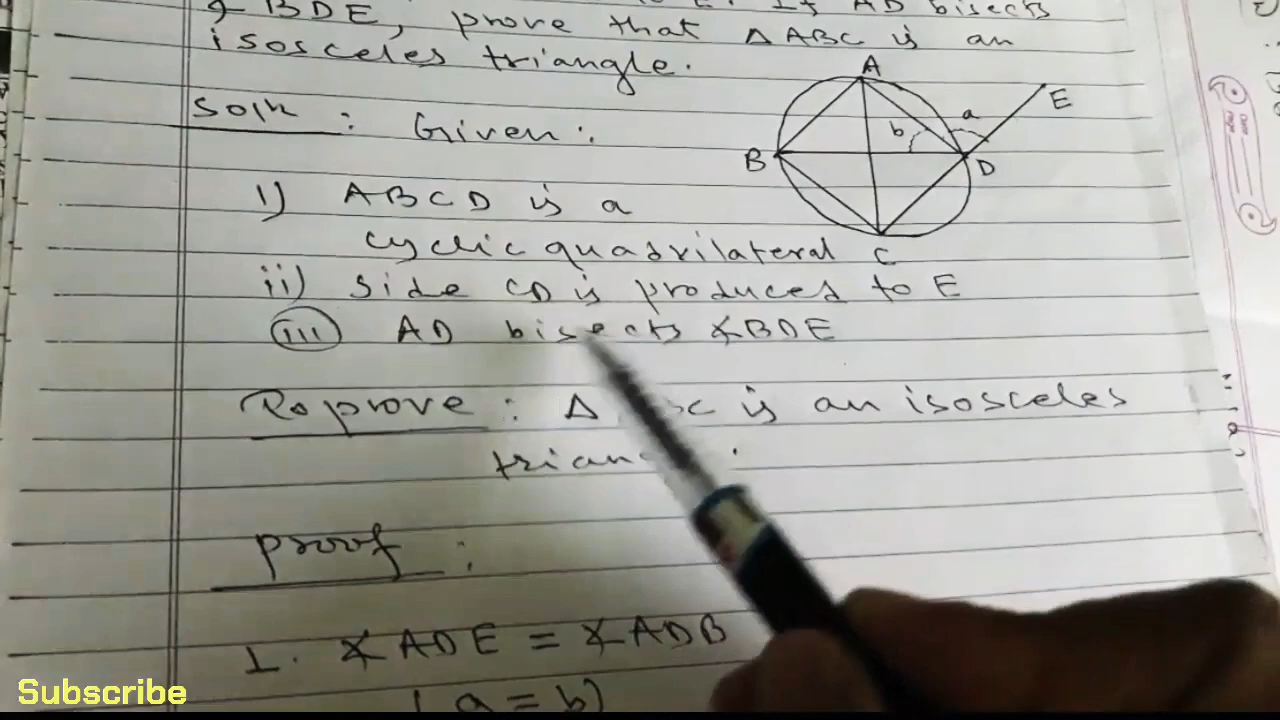 ∡BDE, prove that △ABC is an
isosceles triangle.
Soln : Given :.
i) ABCD is a
cyclic quadrilateral
ii) Side CD is produces to E
iii) AD bisects ∡BDE
To prove : △ is an isosceles
proof :
1. ∡ADE = ∡ADB
(a = b)
A
E
a
b
B
D
C
Subscribe